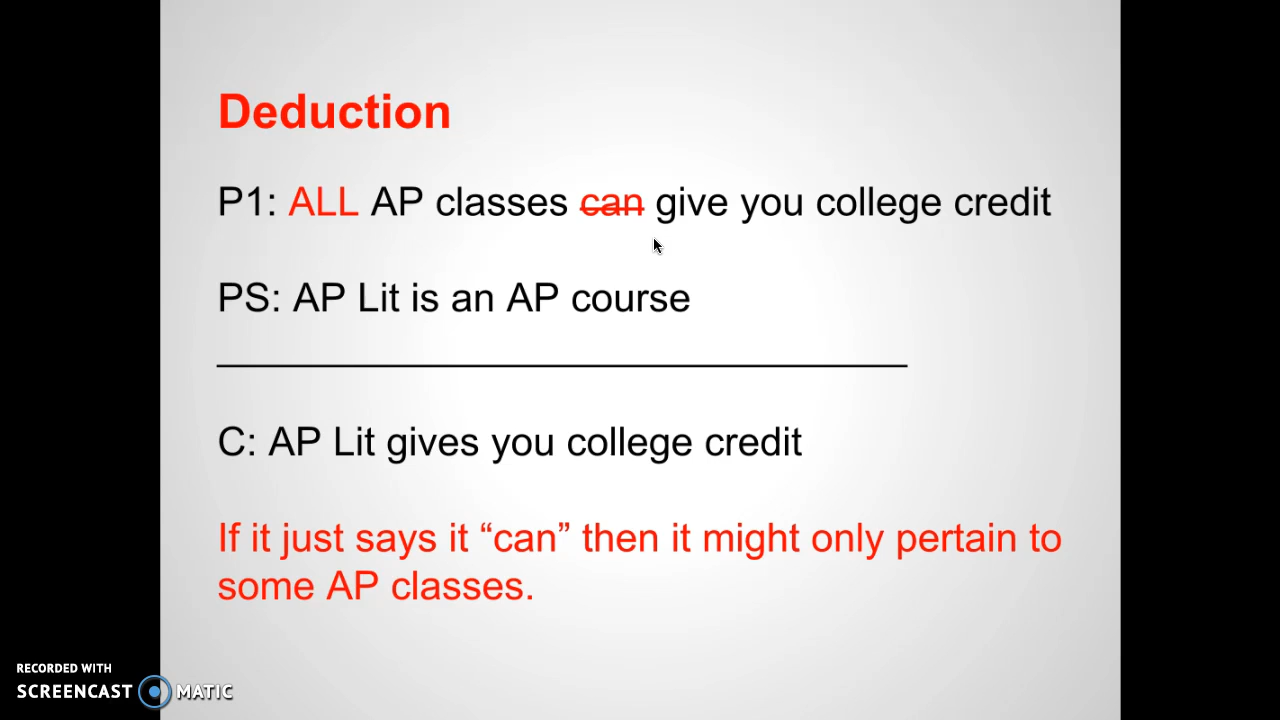 Deduction
P1: ALL AP classes can give you college credit
PS: AP Lit is an AP course
C: AP Lit gives you college credit
If it just says it “can” then it might only pertain to
some AP classes.
RECORDED WITH
SCREENCAST MATIC